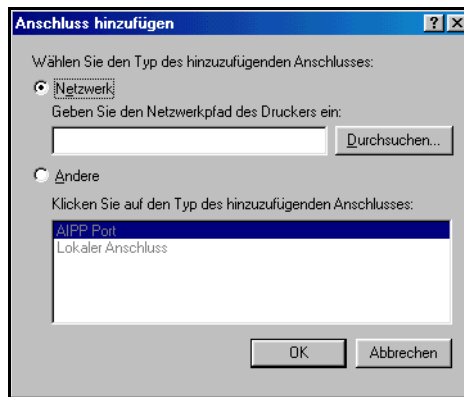 Anschluss hinzufügen
Wählen Sie den Typ des hinzuzufügenden Anschlusses:
Netzwerk
Geben Sie den Netzwerkpfad des Druckers ein:
Durchsuchen...
Andere
Klicken Sie auf den Typ des hinzuzufügenden Anschlusses:
AIPP Port
Lokaler Anschluss
OK
Abbrechen